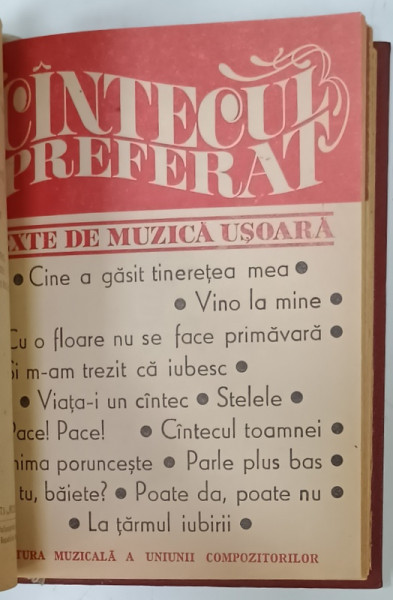 CÎNTECUL
PREFERAT
EXTE DE MUZICĂ UȘOARĂ
• Cine a găsit tinerețea mea •
• Vino la mine •
Cu o floare nu se face primăvară •
Și m-am trezit că iubesc •
• Viața-i un cîntec • Stelele •
Pace! Pace! • Cîntecul toamnei •
nima poruncește • Parle plus bas •
tu, băiete? • Poate da, poate nu •
• La țărmul iubirii •
TURA MUZICALĂ A UNIUNII COMPOZITORILOR